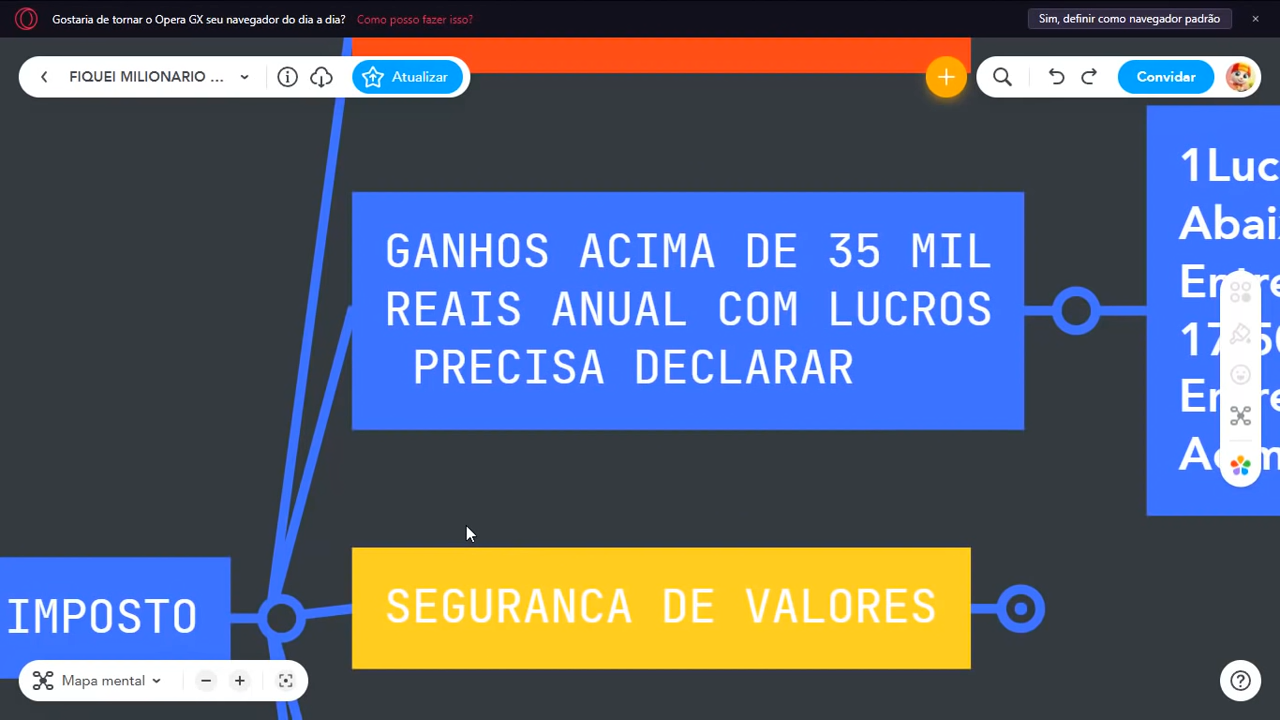 Gostaria de tornar o Opera GX seu navegador do dia a dia? Como posso fazer isso? Sim, definir como navegador padrão
FIQUEI MILIONARIO ... Atualizar Convidar
GANHOS ACIMA DE 35 MIL
REAIS ANUAL COM LUCROS
PRECISA DECLARAR
SEGURANCA DE VALORES
IMPOSTO
Mapa mental